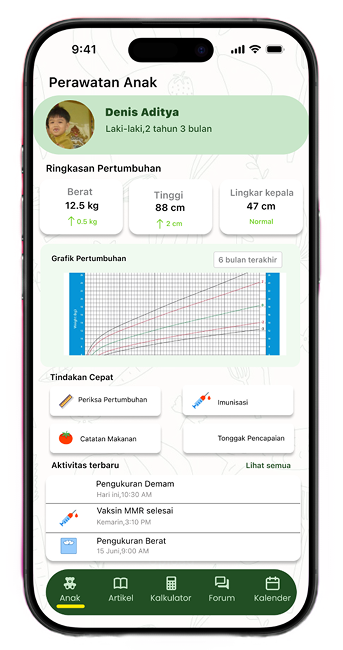 9:41
Perawatan Anak
Denis Aditya
Laki-laki,2 tahun 3 bulan
Ringkasan Pertumbuhan
Berat
12.5 kg
0.5 kg
Tinggi
88 cm
2 cm
Lingkar kepala
47 cm
Normal
Grafik Pertumbuhan
6 bulan terakhir
Weight (kg)
Tindakan Cepat
Periksa Pertumbuhan
Imunisasi
Catatan Makanan
Tonggak Pencapaian
Aktivitas terbaru
Lihat semua
Pengukuran Demam
Hari ini,10:30 AM
Vaksin MMR selesai
Kemarin,3:10 PM
Pengukuran Berat
15 Juni,9:00 AM
Anak
Artikel
Kalkulator
Forum
Kalender